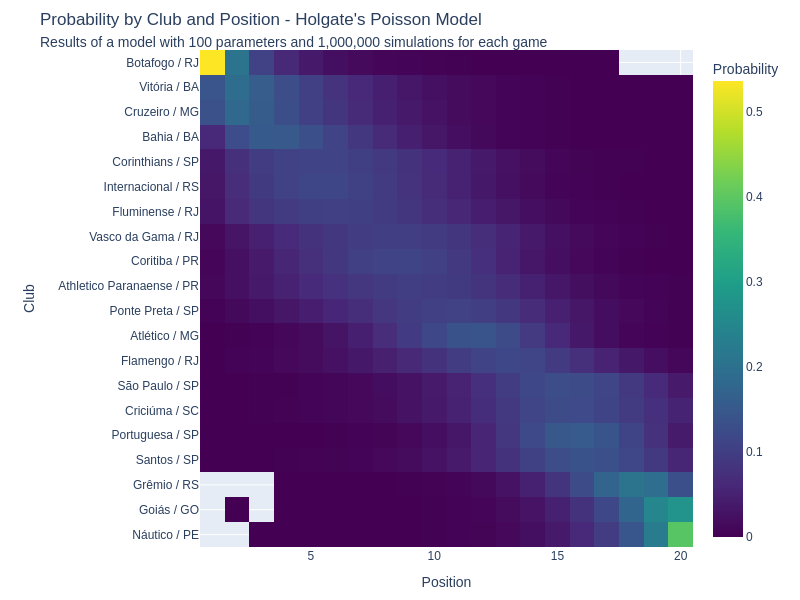 Probability by Club and Position - Holgate's Poisson Model
Results of a model with 100 parameters and 1,000,000 simulations for each game
Probability
Botafogo / RJ
Vitória / BA
Cruzeiro / MG
Bahia / BA
Corinthians / SP
Internacional / RS
Fluminense / RJ
Vasco da Gama / RJ
Coritiba / PR
Athletico Paranaense / PR
Ponte Preta / SP
Atlético / MG
Flamengo / RJ
São Paulo / SP
Criciúma / SC
Portuguesa / SP
Santos / SP
Grêmio / RS
Goiás / GO
Náutico / PE
Club
5
10
15
20
Position
0.5
0.4
0.3
0.2
0.1
0